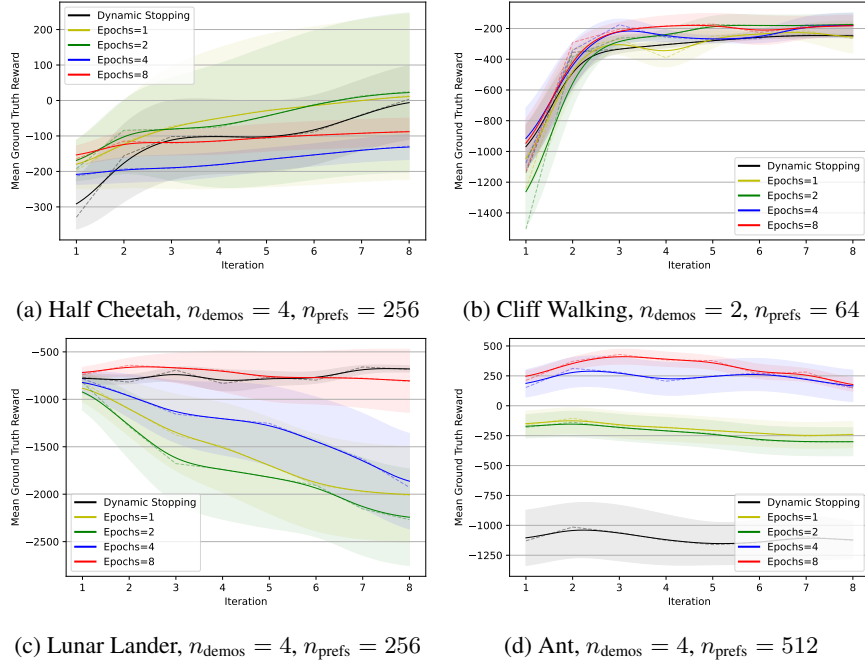 200
100
0
−100
−200
−300
Mean Ground Truth Reward
Dynamic Stopping
Epochs=1
Epochs=2
Epochs=4
Epochs=8
1 2 3 4 5 6 7 8
Iteration
(a) Half Cheetah, n_demos = 4, n_prefs = 256
−200
−400
−600
−800
−1000
−1200
−1400
Mean Ground Truth Reward
Dynamic Stopping
Epochs=1
Epochs=2
Epochs=4
Epochs=8
1 2 3 4 5 6 7 8
Iteration
(b) Cliff Walking, n_demos = 2, n_prefs = 64
−500
−1000
−1500
−2000
−2500
Mean Ground Truth Reward
Dynamic Stopping
Epochs=1
Epochs=2
Epochs=4
Epochs=8
1 2 3 4 5 6 7 8
Iteration
(c) Lunar Lander, n_demos = 4, n_prefs = 256
500
250
0
−250
−500
−750
−1000
−1250
Mean Ground Truth Reward
Dynamic Stopping
Epochs=1
Epochs=2
Epochs=4
Epochs=8
1 2 3 4 5 6 7 8
Iteration
(d) Ant, n_demos = 4, n_prefs = 512